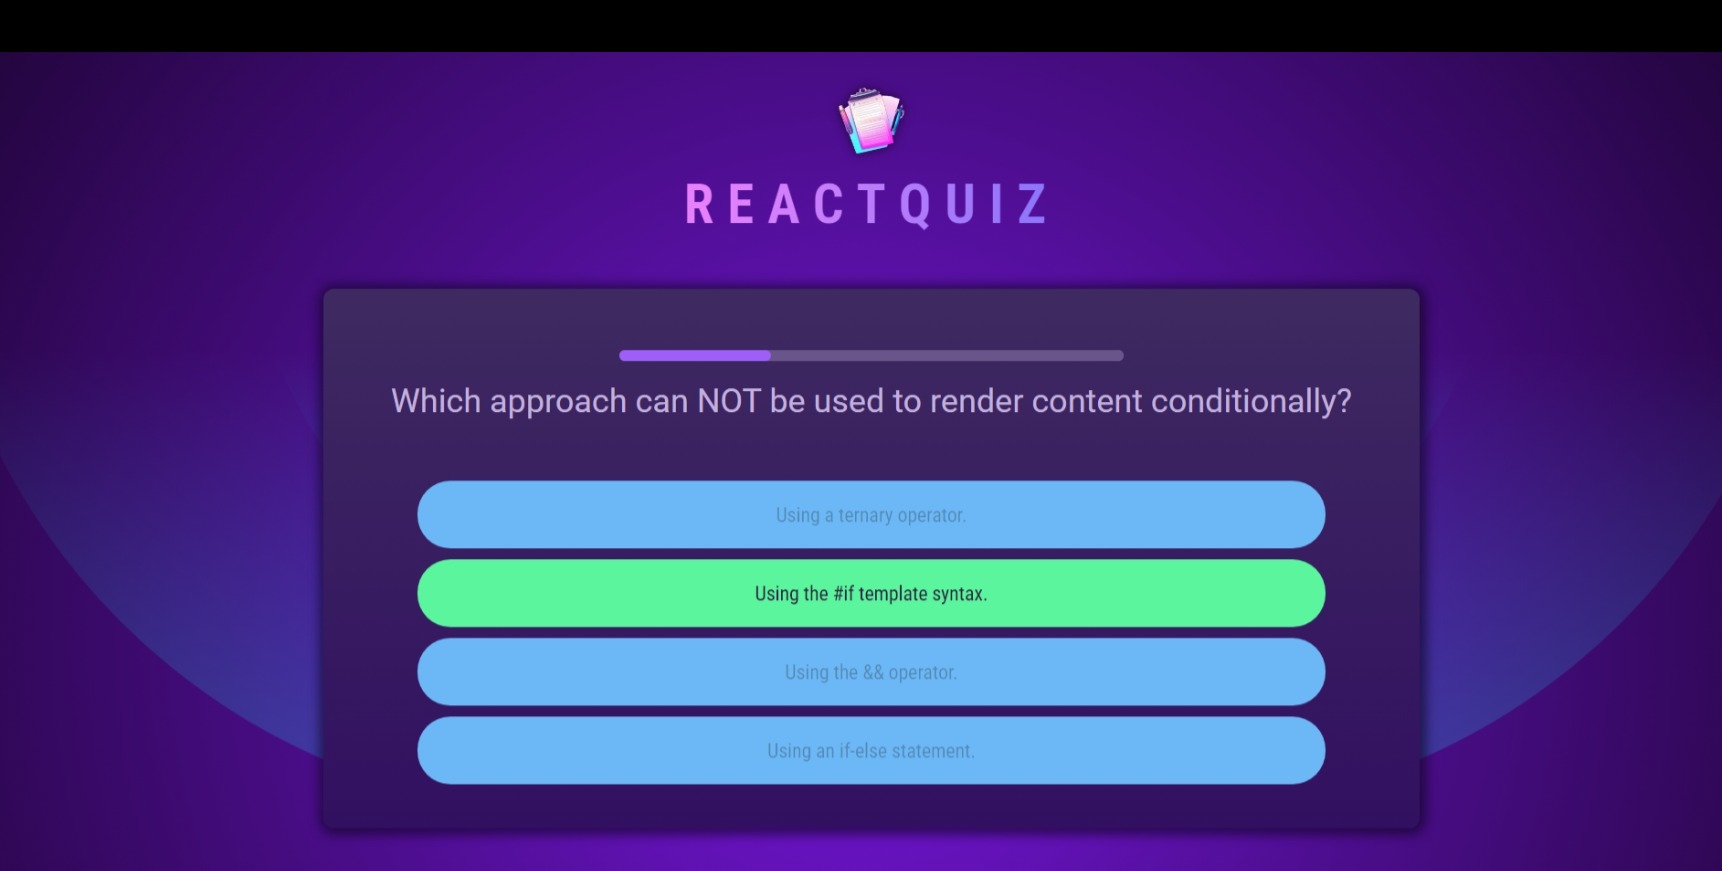 REACTQUIZ
Which approach can NOT be used to render content conditionally?
Using a ternary operator.
Using the #if template syntax.
Using the && operator.
Using an if-else statement.